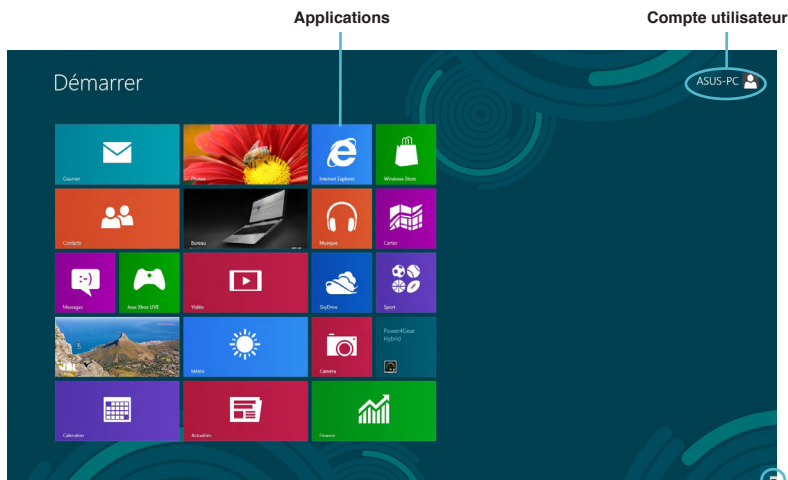 Applications
Compte utilisateur
Démarrer
ASUS-PC
Courrier
Photos
Internet Explorer
Windows Store
Contacts
Bureau
Musique
Cartes
Messages
Jeux Xbox LIVE
Vidéo
SkyDrive
Sport
Météo
Caméra
Power4Gear
Hybrid
Calendrier
Actualités
Finance